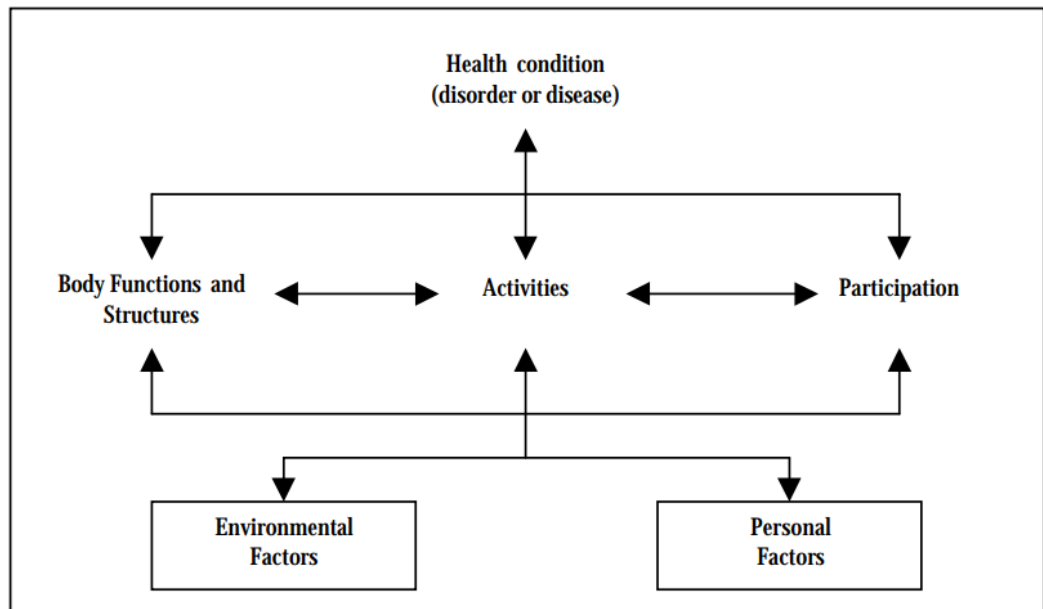 Health condition
(disorder or disease)
Body Functions and
Structures
Activities
Participation
Environmental
Factors
Personal
Factors